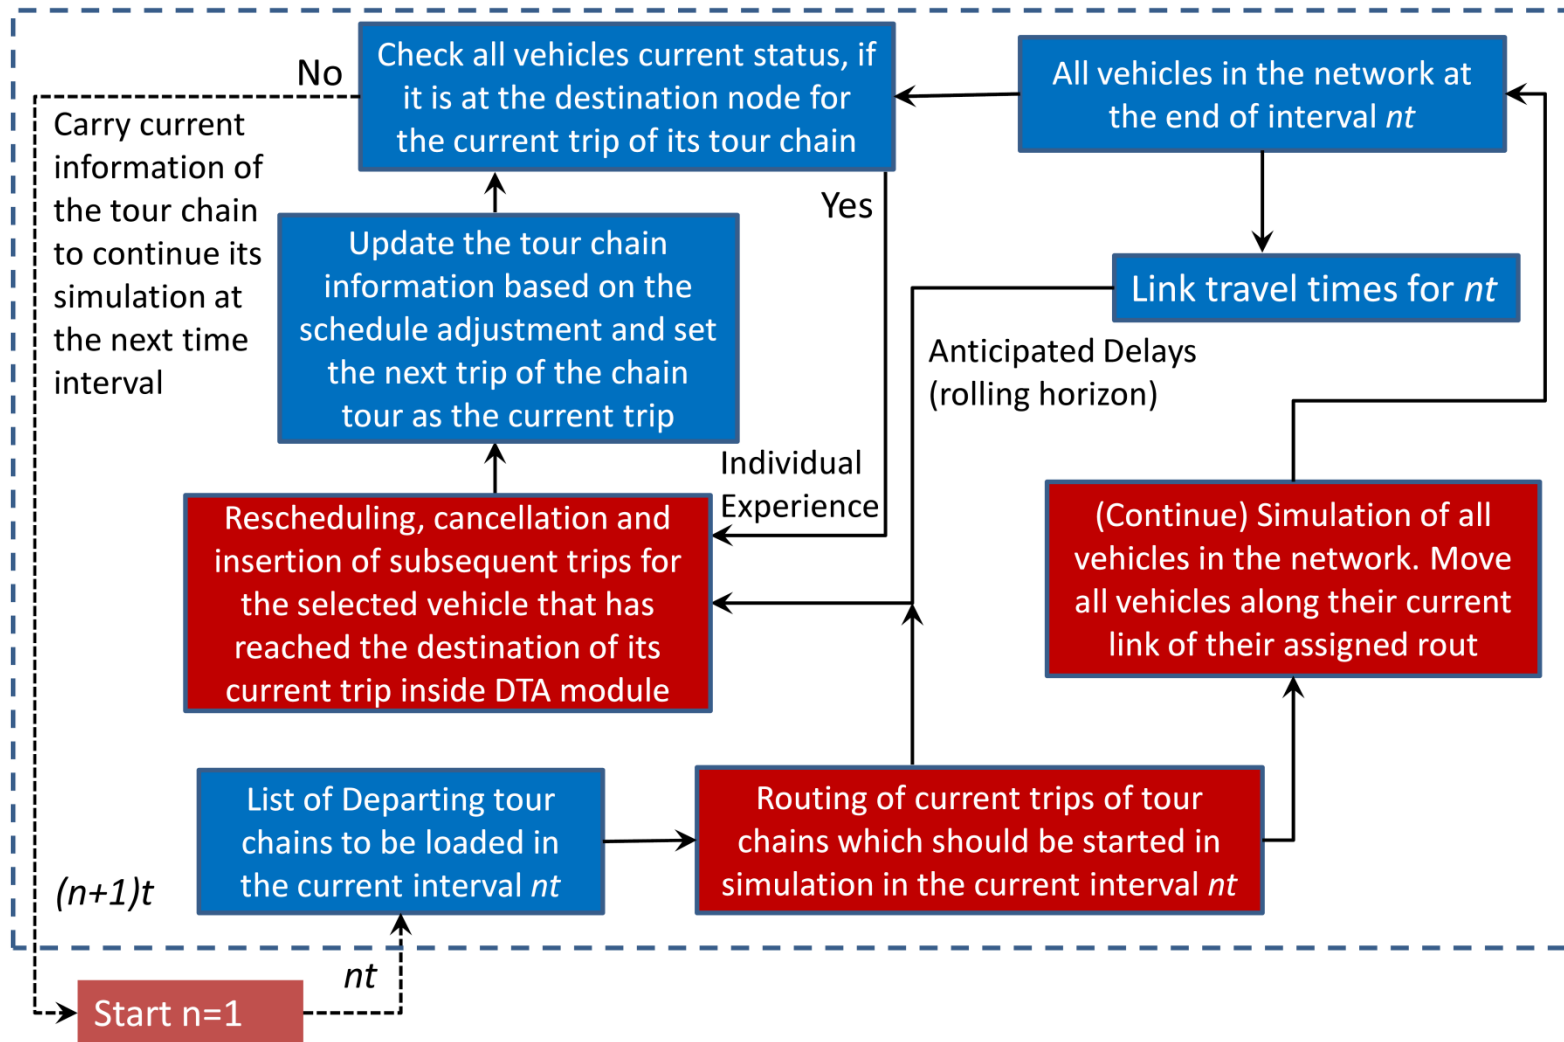 No
Check all vehicles current status, if
it is at the destination node for
the current trip of its tour chain
All vehicles in the network at
the end of interval nt
Carry current
information of
the tour chain
to continue its
simulation at
the next time
interval
Yes
Update the tour chain
information based on the
schedule adjustment and set
the next trip of the chain
tour as the current trip
Link travel times for nt
Anticipated Delays
(rolling horizon)
Individual
Experience
Rescheduling, cancellation and
insertion of subsequent trips for
the selected vehicle that has
reached the destination of its
current trip inside DTA module
(Continue) Simulation of all
vehicles in the network. Move
all vehicles along their current
link of their assigned rout
List of Departing tour
chains to be loaded in
the current interval nt
Routing of current trips of tour
chains which should be started in
simulation in the current interval nt
(n+1)t
nt
Start n=1